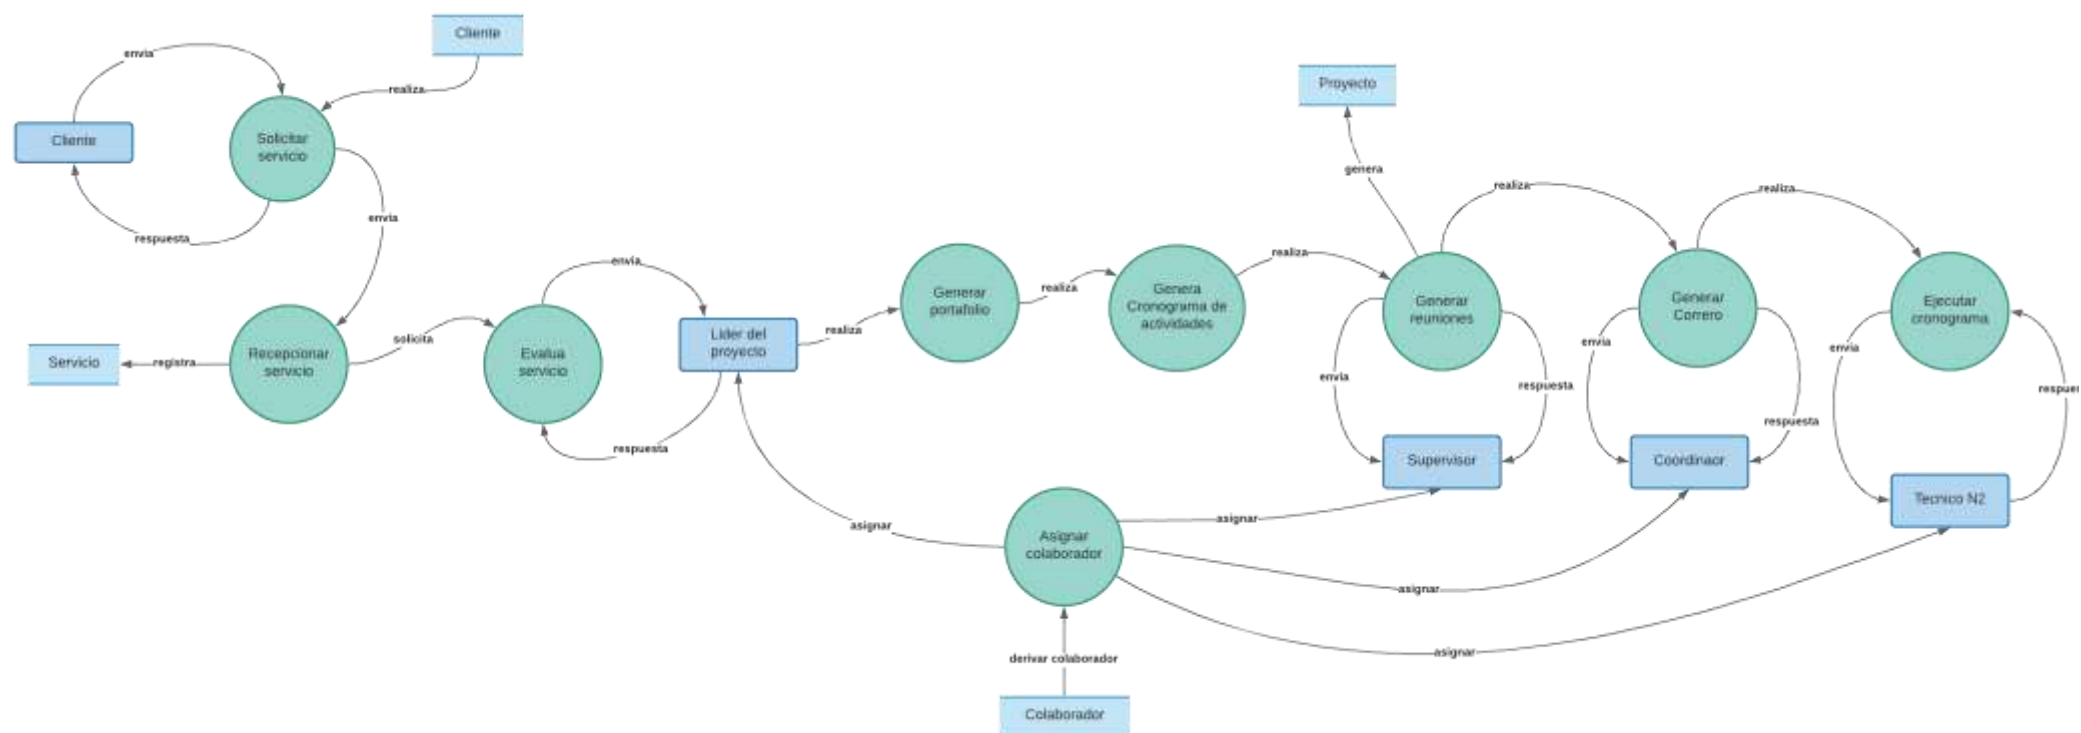 Cliente
envia
realiza
Cliente
Solicitar
servicio
respuesta
envia
Servicio
registra
Recepcionar
servicio
solicita
Evalua
servicio
envia
respuesta
Lider del
proyecto
realiza
Generar
portafolio
realiza
Genera
Cronograma de
actividades
realiza
Proyecto
genera
Generar
reuniones
realiza
Generar
Correro
realiza
Ejecutar
cronograma
envia
respuesta
Supervisor
envia
respuesta
Coordinaor
envia
respues
Tecnico N2
asignar
Asignar
colaborador
asignar
asignar
asignar
derivar colaborador
Colaborador